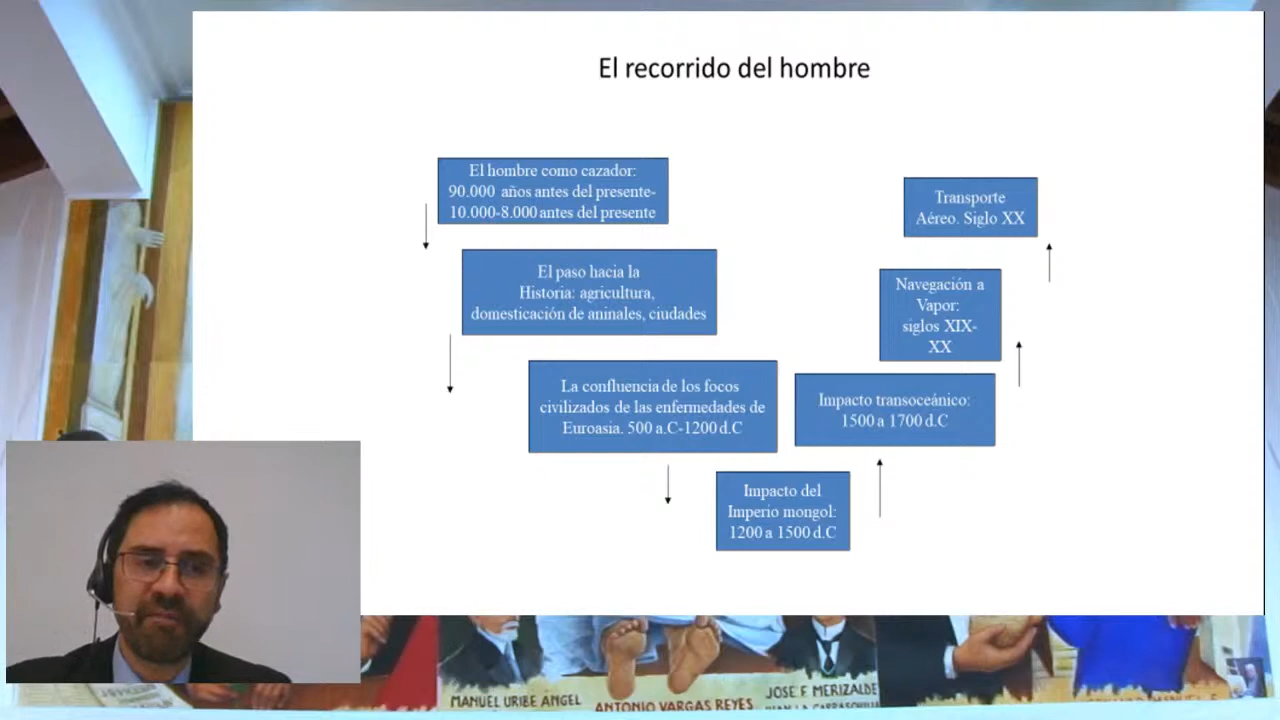 El recorrido del hombre
El hombre como cazador:
90.000 años antes del presente-
10.000-8.000 antes del presente
El paso hacia la
Historia: agricultura,
domesticación de aninales, ciudades
La confluencia de los focos
civilizados de las enfermedades de
Euroasia. 500 a.C-1200 d.C
Impacto del
Imperio mongol:
1200 a 1500 d.C
Impacto transoceánico:
1500 a 1700 d.C
Navegación a
Vapor:
siglos XIX-
XX
Transporte
Aéreo. Siglo XX
MANUEL URIBE ANGEL
ANTONIO VARGAS REYES
JOSE F. MERIZALDE